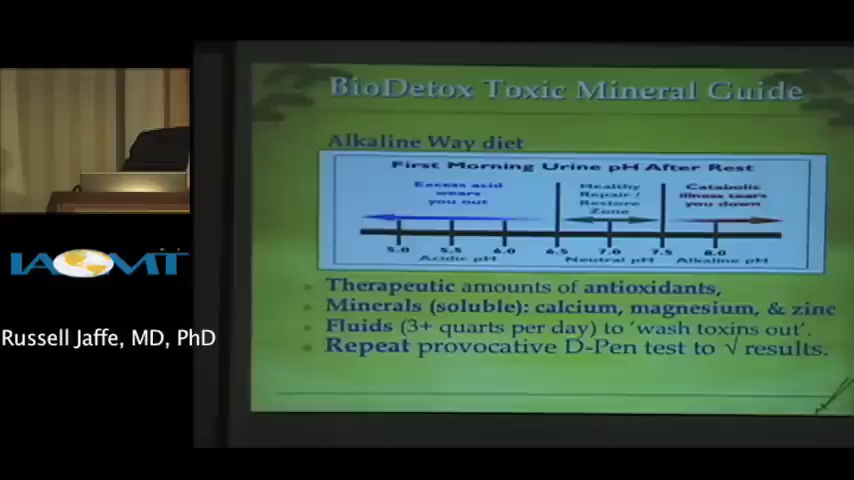 BioDetox Toxic Mineral Guide
Alkaline Way diet
First Morning Urine pH After Rest
Excess acid
wears
you out
Healthy
Repair /
Restore
Zone
Catabolic
illness tears
you down
5.0 5.5 6.0 6.5 7.0 7.5 8.0
Acidic pH Neutral pH Alkaline pH
Therapeutic amounts of antioxidants,
Minerals (soluble): calcium, magnesium, & zinc
Fluids (3+ quarts per day) to 'wash toxins out'.
Repeat provocative D-Pen test to √ results.
IAOMT
Russell Jaffe, MD, PhD